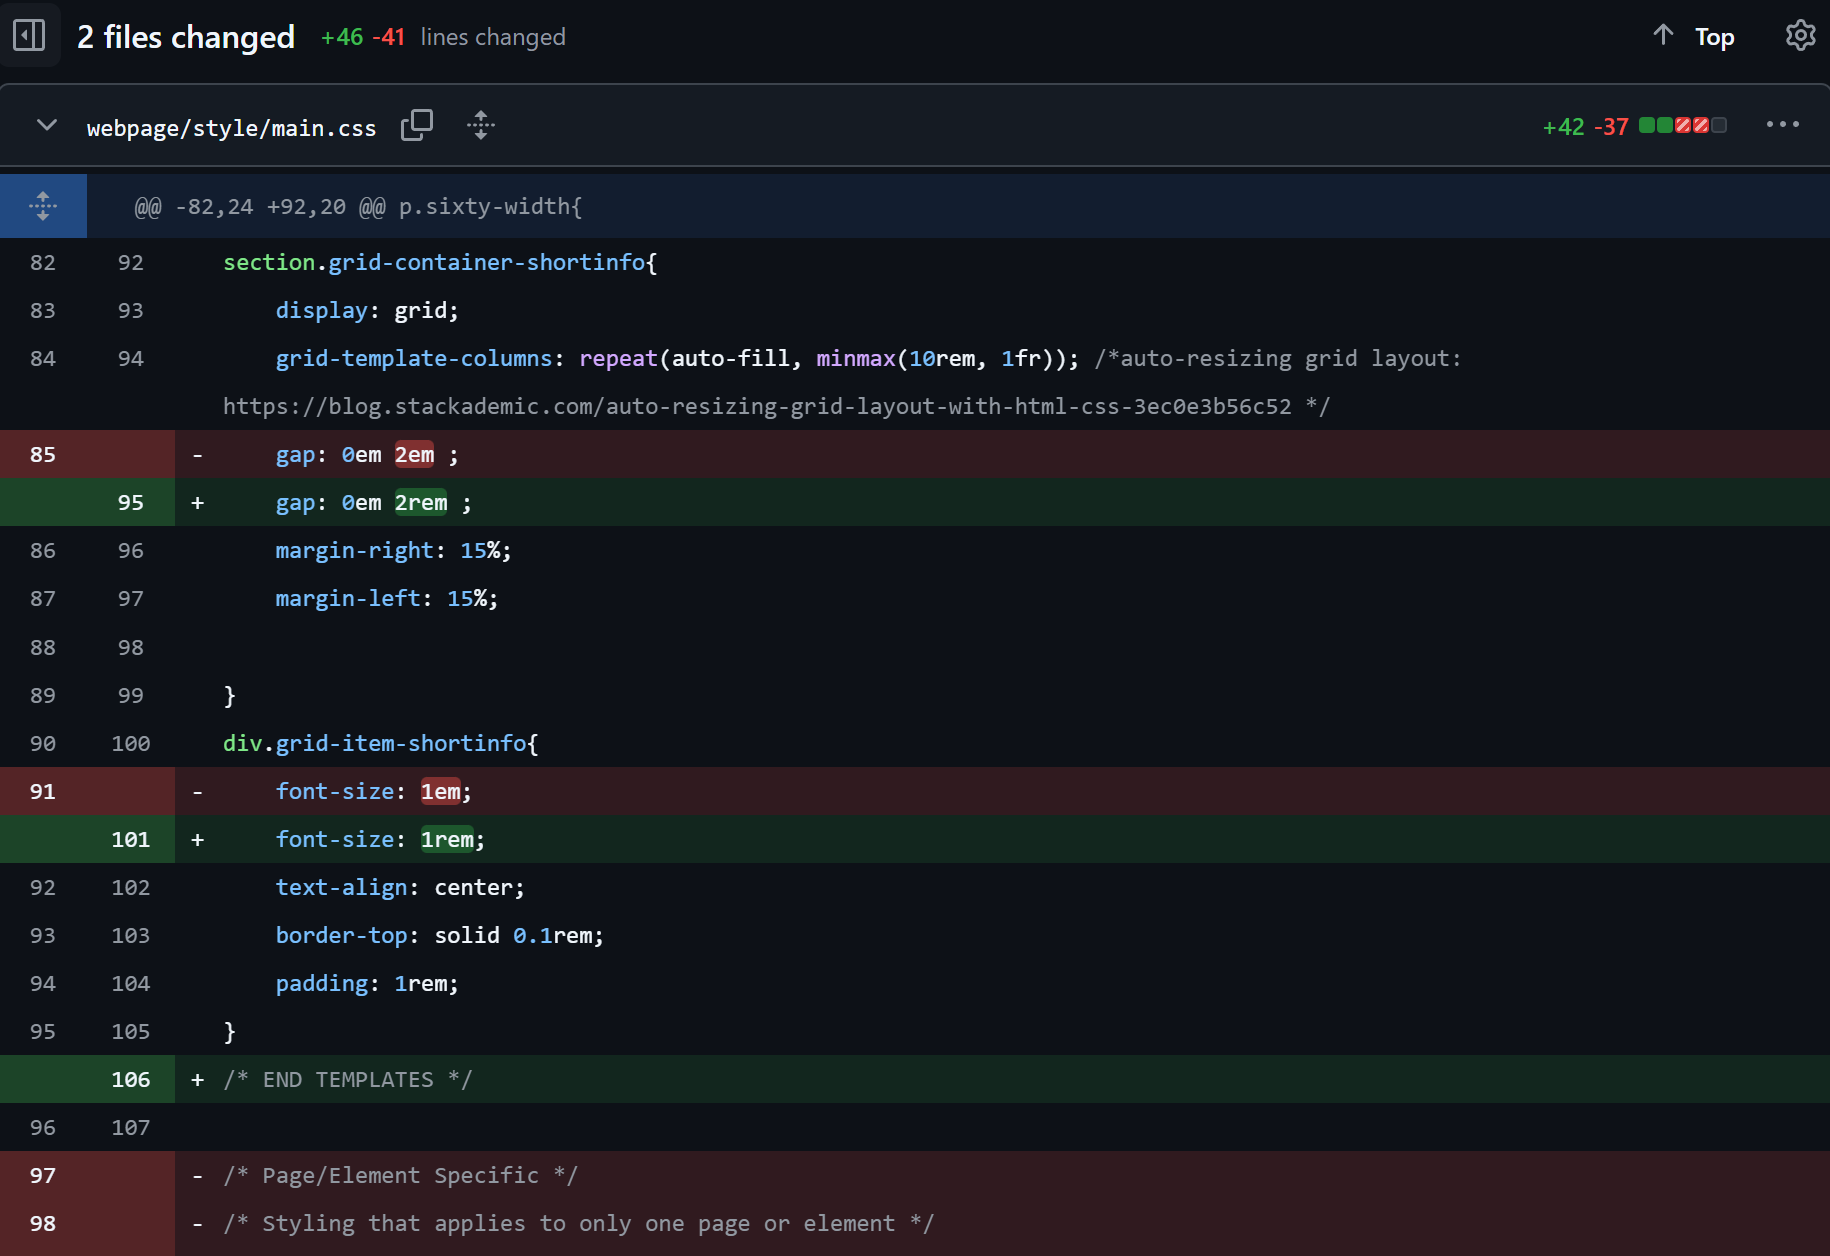 2 files changed +46 -41 lines changed Top
webpage/style/main.css +42 -37
@@ -82,24 +92,20 @@ p.sixty-width{
82 92 section.grid-container-shortinfo{
83 93 display: grid;
84 94 grid-template-columns: repeat(auto-fill, minmax(10rem, 1fr)); /*auto-resizing grid layout:
https://blog.stackademic.com/auto-resizing-grid-layout-with-html-css-3ec0e3b56c52 */
85 - gap: 0em 2em ;
95 + gap: 0em 2rem ;
86 96 margin-right: 15%;
87 97 margin-left: 15%;
88 98
89 99 }
90 100 div.grid-item-shortinfo{
91 - font-size: 1em;
101 + font-size: 1rem;
92 102 text-align: center;
93 103 border-top: solid 0.1rem;
94 104 padding: 1rem;
95 105 }
106 + /* END TEMPLATES */
96 107
97 - /* Page/Element Specific */
98 - /* Styling that applies to only one page or element */